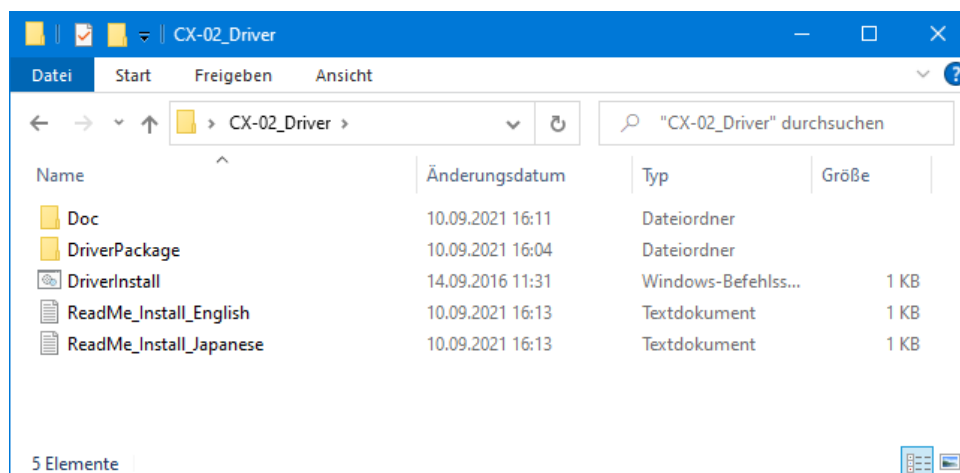 CX-02_Driver
Datei Start Freigeben Ansicht
CX-02_Driver "CX-02_Driver" durchsuchen
Name Änderungsdatum Typ Größe
Doc 10.09.2021 16:11 Dateiordner
DriverPackage 10.09.2021 16:04 Dateiordner
DriverInstall 14.09.2016 11:31 Windows-Befehlss... 1 KB
ReadMe_Install_English 10.09.2021 16:13 Textdokument 1 KB
ReadMe_Install_Japanese 10.09.2021 16:13 Textdokument 1 KB
5 Elemente